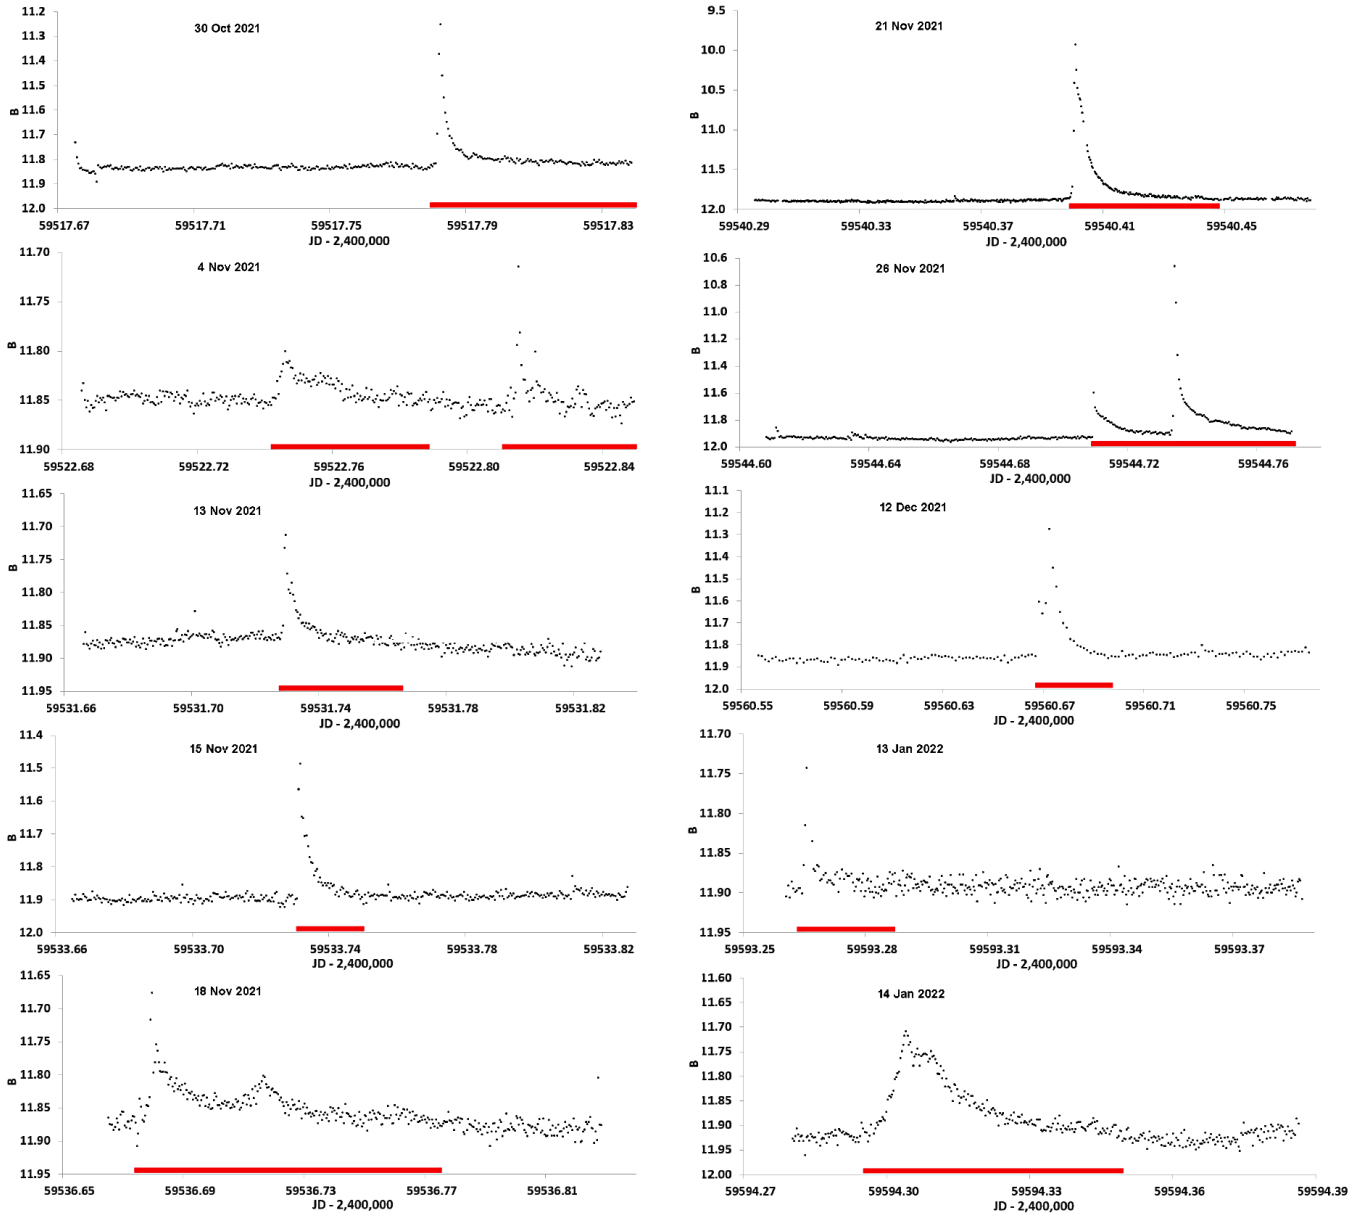 30 Oct 2021
B
11.2
11.3
11.4
11.5
11.6
11.7
11.8
11.9
12.0
59517.67 59517.71 59517.75 59517.79 59517.83
JD - 2,400,000
21 Nov 2021
B
9.5
10.0
10.5
11.0
11.5
12.0
59540.29 59540.33 59540.37 59540.41 59540.45
JD - 2,400,000
4 Nov 2021
B
11.70
11.75
11.80
11.85
11.90
59522.68 59522.72 59522.76 59522.80 59522.84
JD - 2,400,000
26 Nov 2021
B
10.6
10.8
11.0
11.2
11.4
11.6
11.8
12.0
59544.60 59544.64 59544.68 59544.72 59544.76
JD - 2,400,000
13 Nov 2021
B
11.65
11.70
11.75
11.80
11.85
11.90
11.95
59531.66 59531.70 59531.74 59531.78 59531.82
JD - 2,400,000
12 Dec 2021
B
11.1
11.2
11.3
11.4
11.5
11.6
11.7
11.8
11.9
12.0
59560.55 59560.59 59560.63 59560.67 59560.71 59560.75
JD - 2,400,000
15 Nov 2021
B
11.4
11.5
11.6
11.7
11.8
11.9
12.0
59533.66 59533.70 59533.74 59533.78 59533.82
JD - 2,400,000
13 Jan 2022
B
11.70
11.75
11.80
11.85
11.90
11.95
59593.25 59593.28 59593.31 59593.34 59593.37
JD - 2,400,000
18 Nov 2021
B
11.65
11.70
11.75
11.80
11.85
11.90
11.95
59536.65 59536.69 59536.73 59536.77 59536.81
JD - 2,400,000
14 Jan 2022
B
11.60
11.65
11.70
11.75
11.80
11.85
11.90
11.95
12.00
59594.27 59594.30 59594.33 59594.36 59594.39
JD - 2,400,000